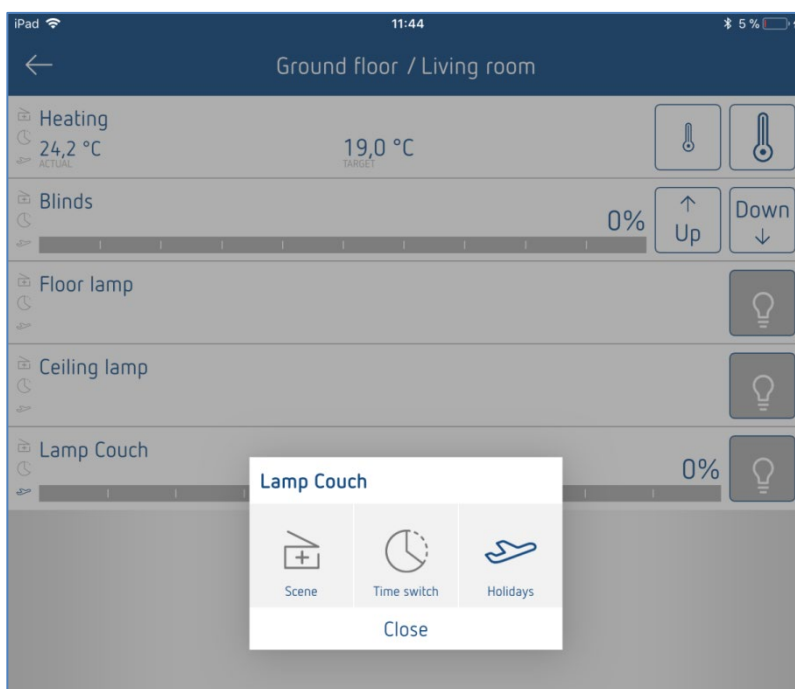 iPad 11:44 5 %
Ground floor / Living room
Heating
24,2 °C 19,0 °C
ACTUAL TARGET
Blinds
0% Up Down
Floor lamp
Ceiling lamp
Lamp Couch
0%
Lamp Couch
Scene Time switch Holidays
Close